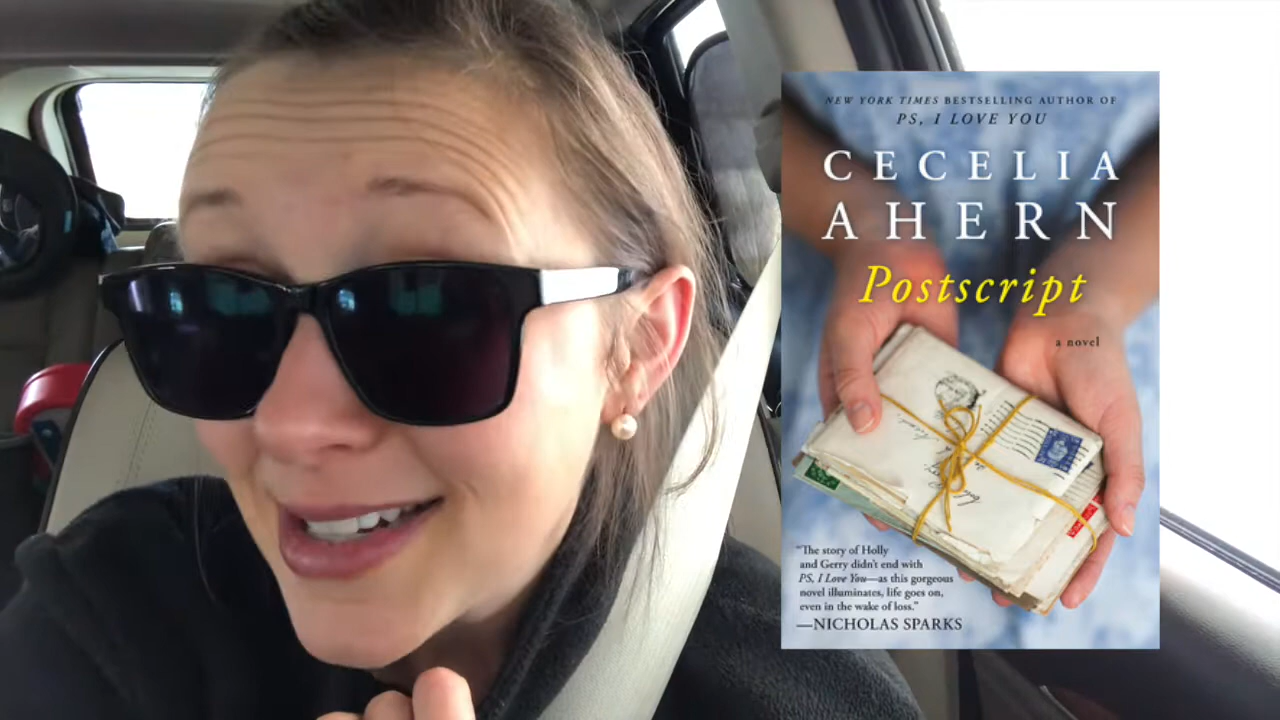 NEW YORK TIMES BESTSELLING AUTHOR OF
PS, I LOVE YOU
CECELIA
AHERN
Postscript
a novel
"The story of Holly
and Gerry didn't end with
PS, I Love You—as this gorgeous
novel illuminates, life goes on,
even in the wake of loss."
—NICHOLAS SPARKS